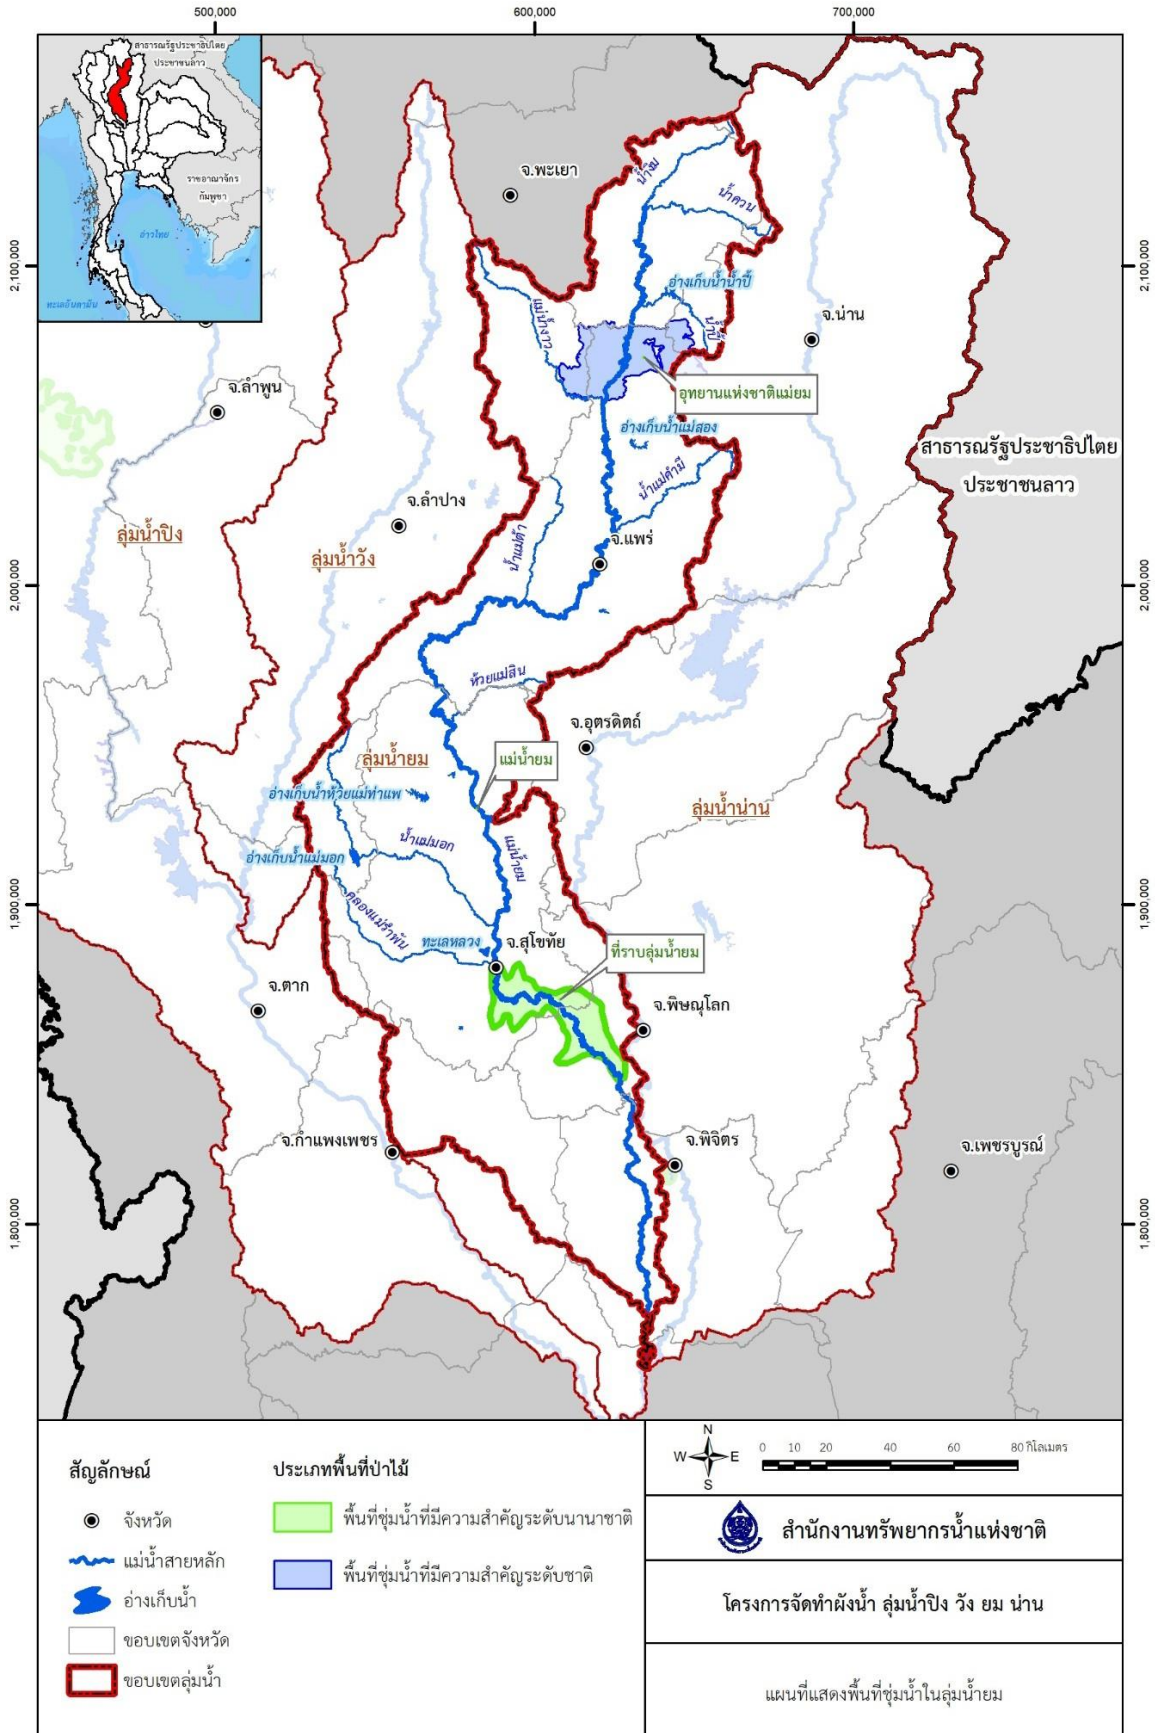 500,000
600,000
700,000
สาธารณรัฐประชาธิปไตย
ประชาชนลาว
ราชอาณาจักร
กัมพูชา
อ่าวไทย
ทะเลอันดามัน
จ.พะเยา
น้ำงิม
น้ำควน
2,100,000
2,100,000
อ่างเก็บน้ำน้ำปี้
แม่น้ำงาว
น้ำปี้
จ.น่าน
อุทยานแห่งชาติแม่ยม
จ.ลำพูน
อ่างเก็บน้ำแม่สอง
สาธารณรัฐประชาธิปไตย
ประชาชนลาว
น้ำแม่คำมี
จ.ลำปาง
ลุ่มน้ำปิง
ลุ่มน้ำวัง
น้ำแม่ต้า
จ.แพร่
2,000,000
2,000,000
ห้วยแม่สิน
จ.อุตรดิตถ์
ลุ่มน้ำยม
แม่น้ำยม
อ่างเก็บน้ำห้วยแม่ท่าแพ
ลุ่มน้ำน่าน
น้ำแม่มอก
แม่น้ำยม
อ่างเก็บน้ำแม่มอก
1,900,000
1,900,000
คลองแม่รำพัน
ทะเลหลวง
จ.สุโขทัย
ที่ราบลุ่มน้ำยม
จ.ตาก
จ.พิษณุโลก
จ.กำแพงเพชร
จ.พิจิตร
จ.เพชรบูรณ์
1,800,000
1,800,000
สัญลักษณ์
จังหวัด
แม่น้ำสายหลัก
อ่างเก็บน้ำ
ขอบเขตจังหวัด
ขอบเขตลุ่มน้ำ
ประเภทพื้นที่ป่าไม้
พื้นที่ชุ่มน้ำที่มีความสำคัญระดับนานาชาติ
พื้นที่ชุ่มน้ำที่มีความสำคัญระดับชาติ
N
W E
S
0 10 20 40 60 80 กิโลเมตร
สำนักงานทรัพยากรน้ำแห่งชาติ
โครงการจัดทำผังน้ำ ลุ่มน้ำปิง วัง ยม น่าน
แผนที่แสดงพื้นที่ชุ่มน้ำในลุ่มน้ำยม